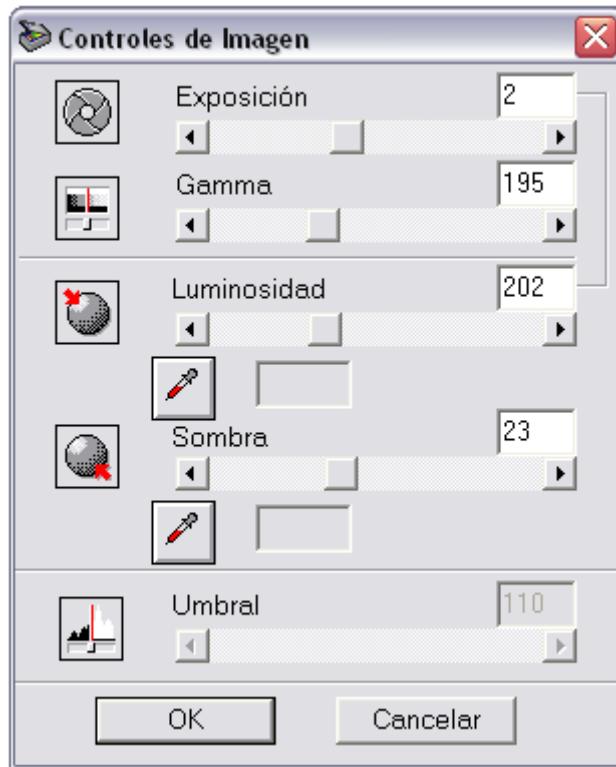 Controles de Imagen
Exposición 2
Gamma 195
Luminosidad 202
Sombra 23
Umbral 110
OK Cancelar